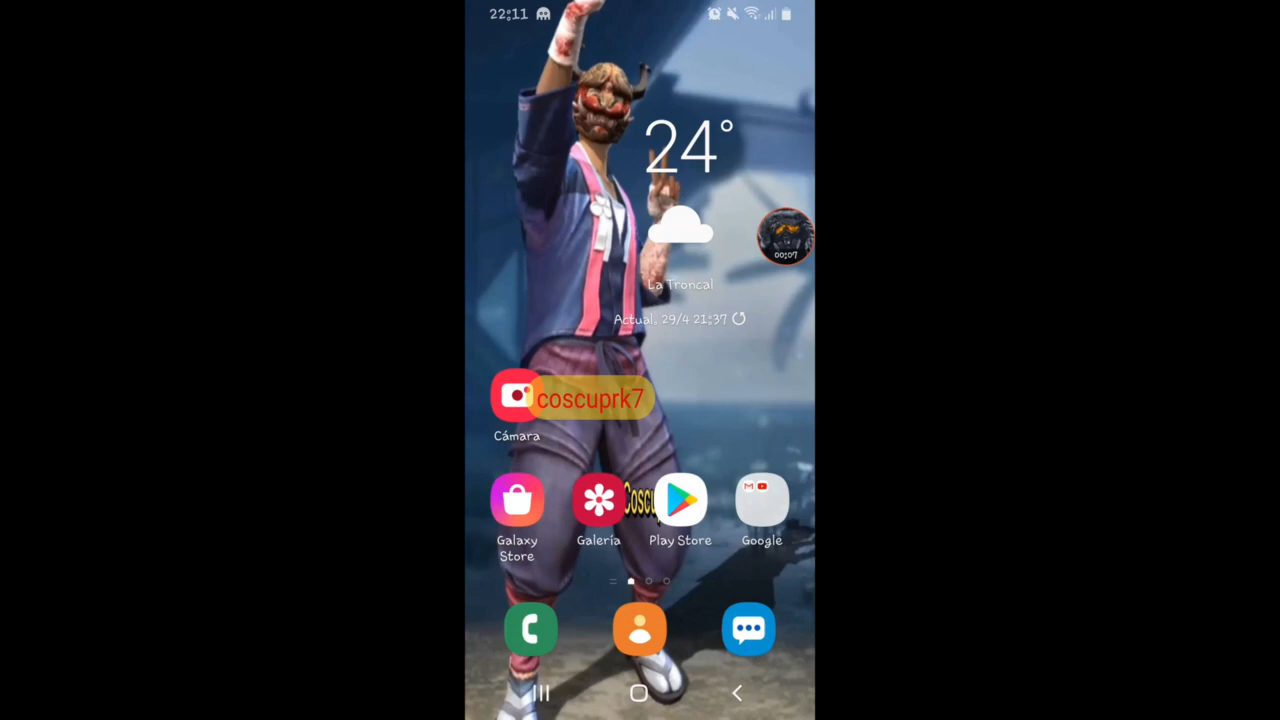 22:11
24°
00:07
La Troncal
Actual. 29/4 21:37
coscuprk7
Cámara
Coscu
Galaxy Store
Galería
Play Store
Google